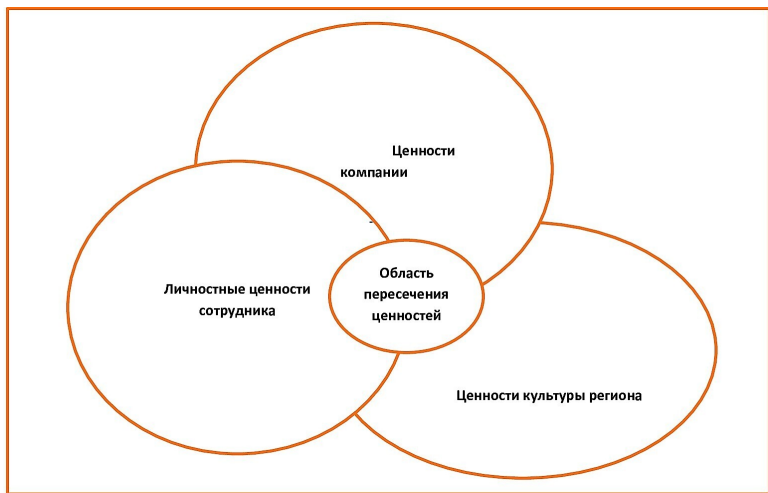 Ценности
компании
Область
пересечения
ценностей
Личностные ценности
сотрудника
Ценности культуры региона